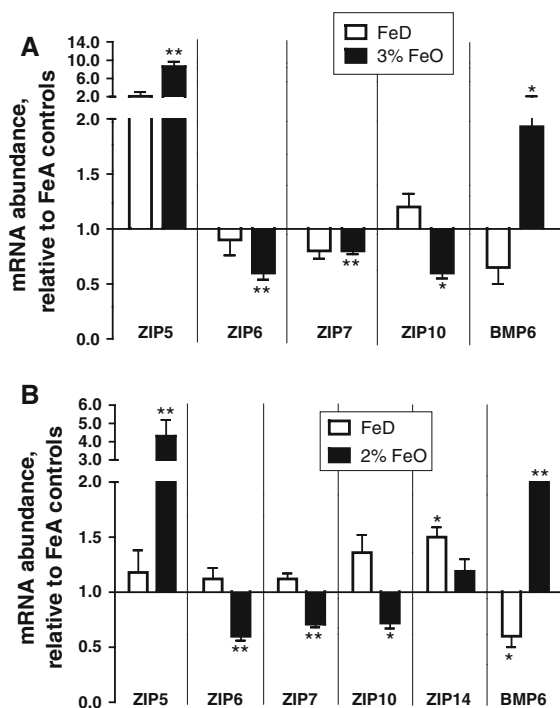 A
mRNA abundance,
relative to FeA controls
14.0
10.0
6.0
2.0
2.0
1.5
1.0
0.5
0.0
FeD
3% FeO
**
**
**
*
*
ZIP5 ZIP6 ZIP7 ZIP10 BMP6
B
mRNA abundance,
relative to FeA controls
6.0
5.0
4.0
3.0
2.0
1.5
1.0
0.5
0.0
FeD
2% FeO
**
**
**
*
*
**
*
ZIP5 ZIP6 ZIP7 ZIP10 ZIP14 BMP6